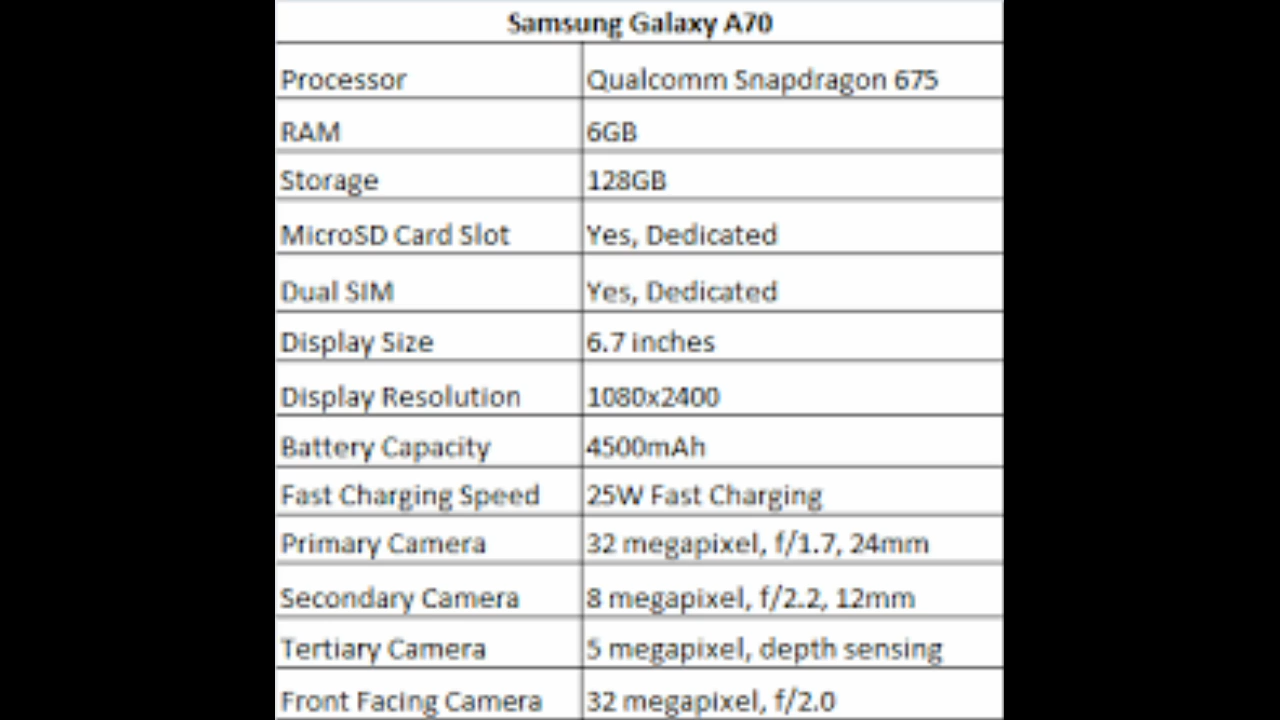 Samsung Galaxy A70
Processor Qualcomm Snapdragon 675
RAM 6GB
Storage 128GB
MicroSD Card Slot Yes, Dedicated
Dual SIM Yes, Dedicated
Display Size 6.7 inches
Display Resolution 1080x2400
Battery Capacity 4500mAh
Fast Charging Speed 25W Fast Charging
Primary Camera 32 megapixel, f/1.7, 24mm
Secondary Camera 8 megapixel, f/2.2, 12mm
Tertiary Camera 5 megapixel, depth sensing
Front Facing Camera 32 megapixel, f/2.0